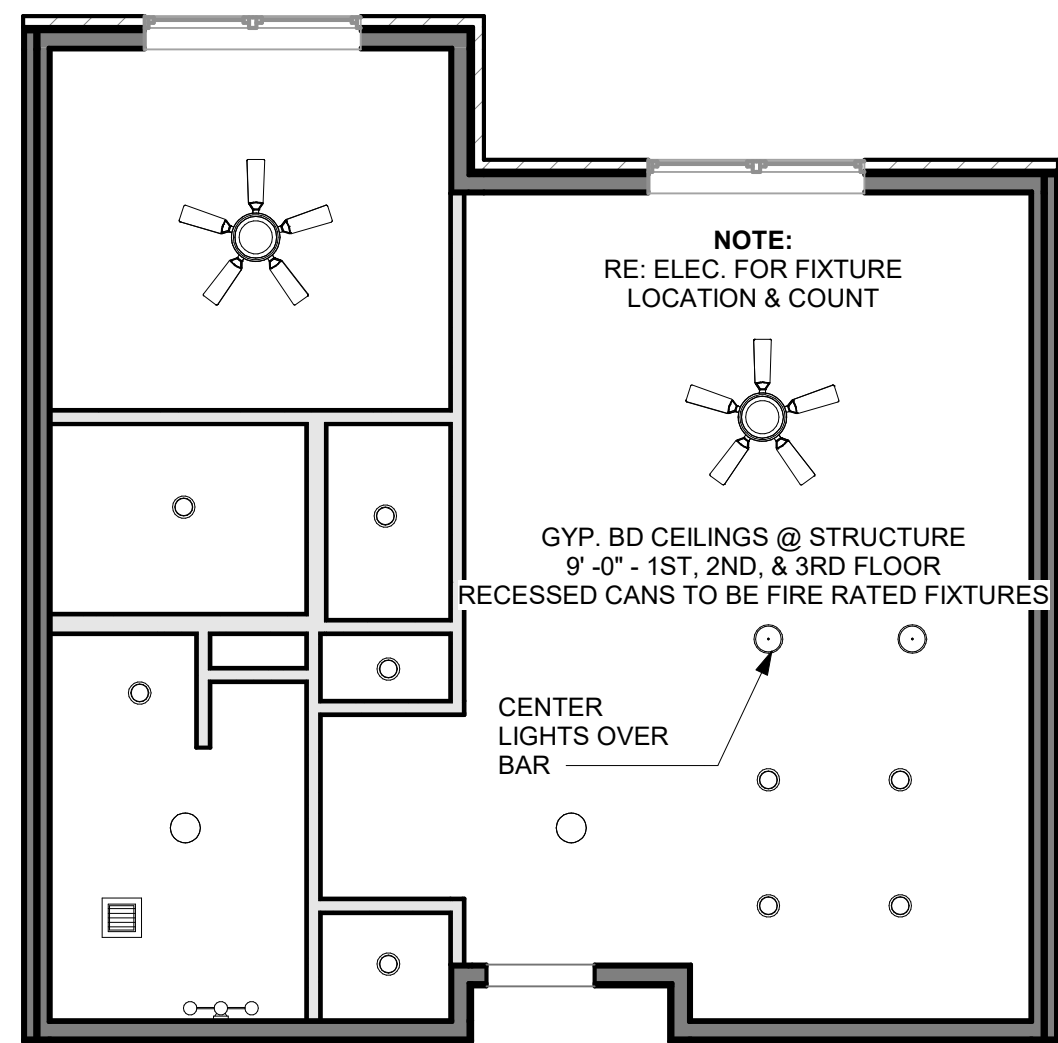 NOTE:
RE: ELEC. FOR FIXTURE
LOCATION & COUNT
GYP. BD CEILINGS @ STRUCTURE
9' -0" - 1ST, 2ND, & 3RD FLOOR
RECESSED CANS TO BE FIRE RATED FIXTURES
CENTER
LIGHTS OVER
BAR